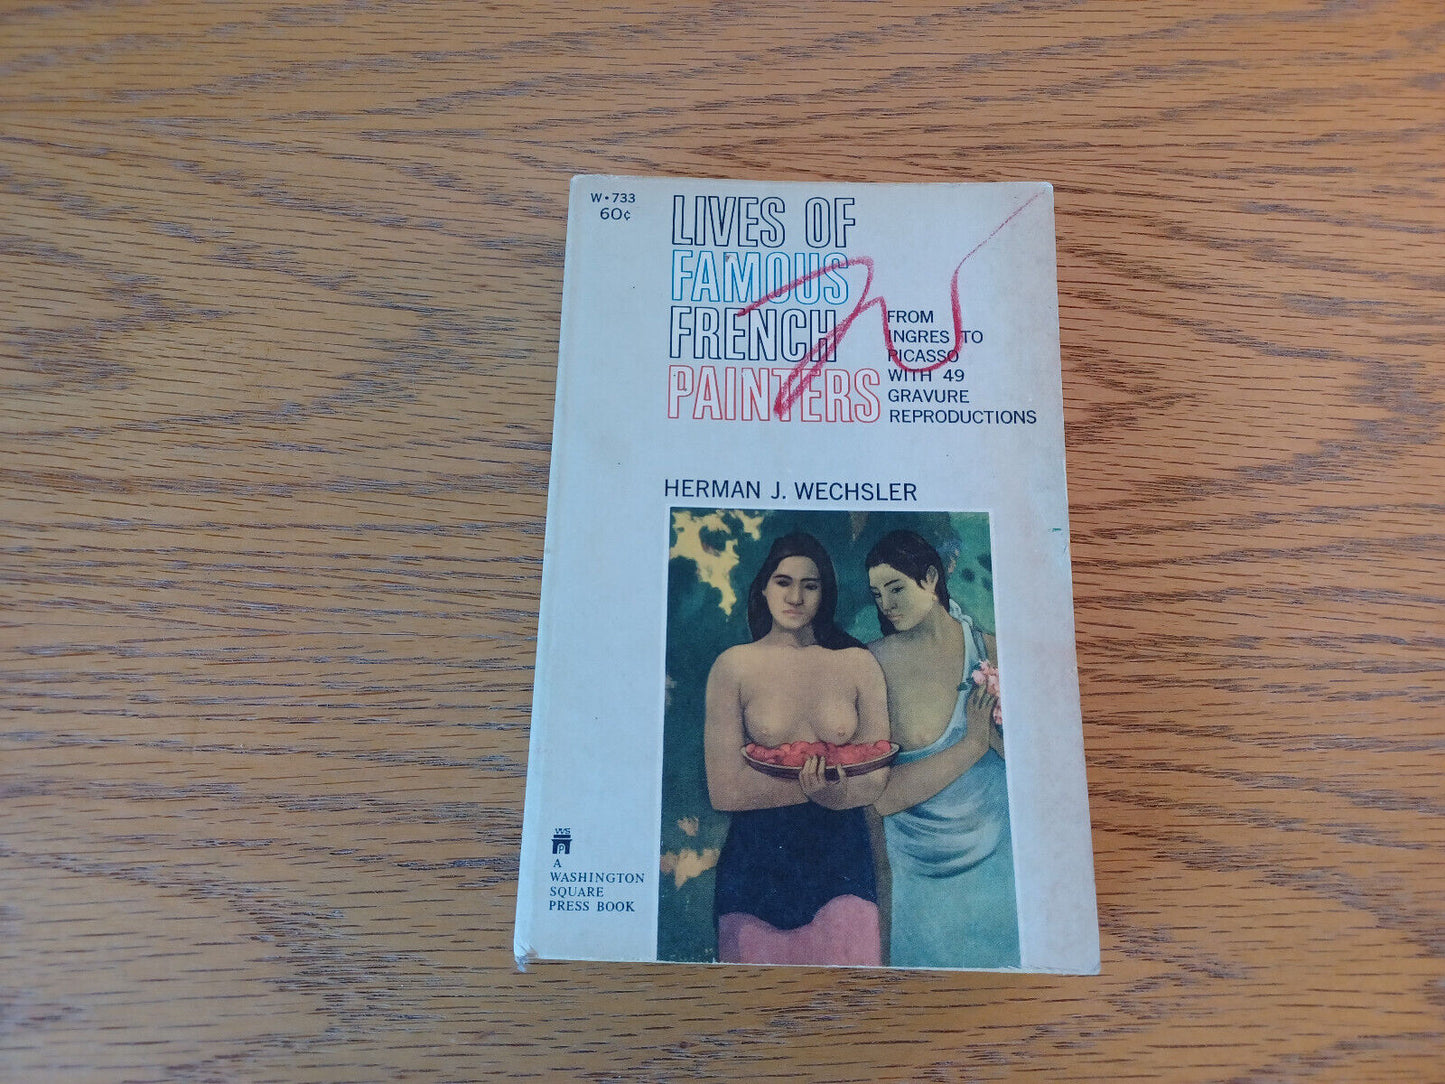 W•733
60¢
LIVES OF
FAMOUS
FRENCH
PAINTERS
FROM
INGRES TO
PICASSO
WITH 49
GRAVURE
REPRODUCTIONS
HERMAN J. WECHSLER
WS
P
A
WASHINGTON
SQUARE
PRESS BOOK